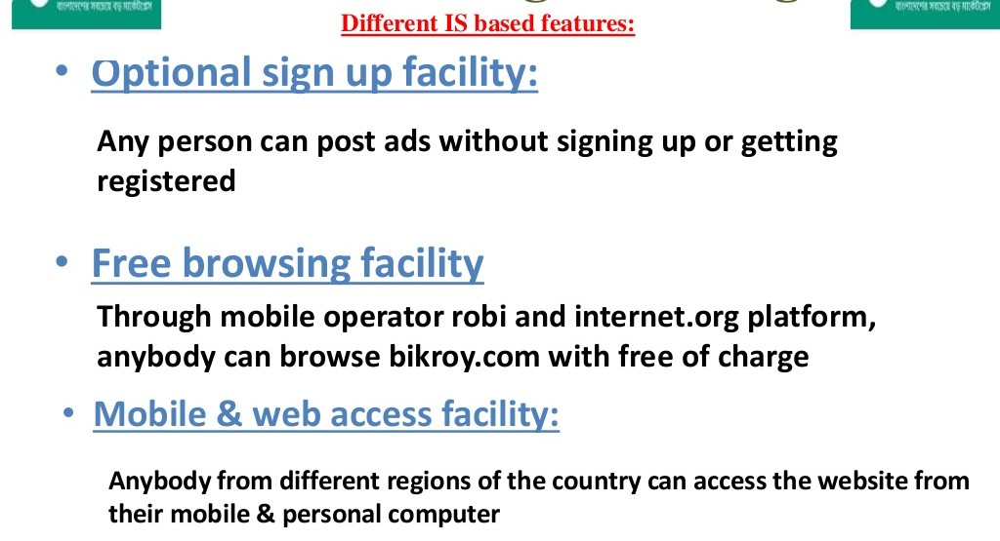 বাংলাদেশের সবচেয়ে বড় মার্কেটপ্লেস
বাংলাদেশের সবচেয়ে বড় মার্কেটপ্লেস
Different IS based features:
• Optional sign up facility:
Any person can post ads without signing up or getting
registered
• Free browsing facility
Through mobile operator robi and internet.org platform,
anybody can browse bikroy.com with free of charge
• Mobile & web access facility:
Anybody from different regions of the country can access the website from
their mobile & personal computer